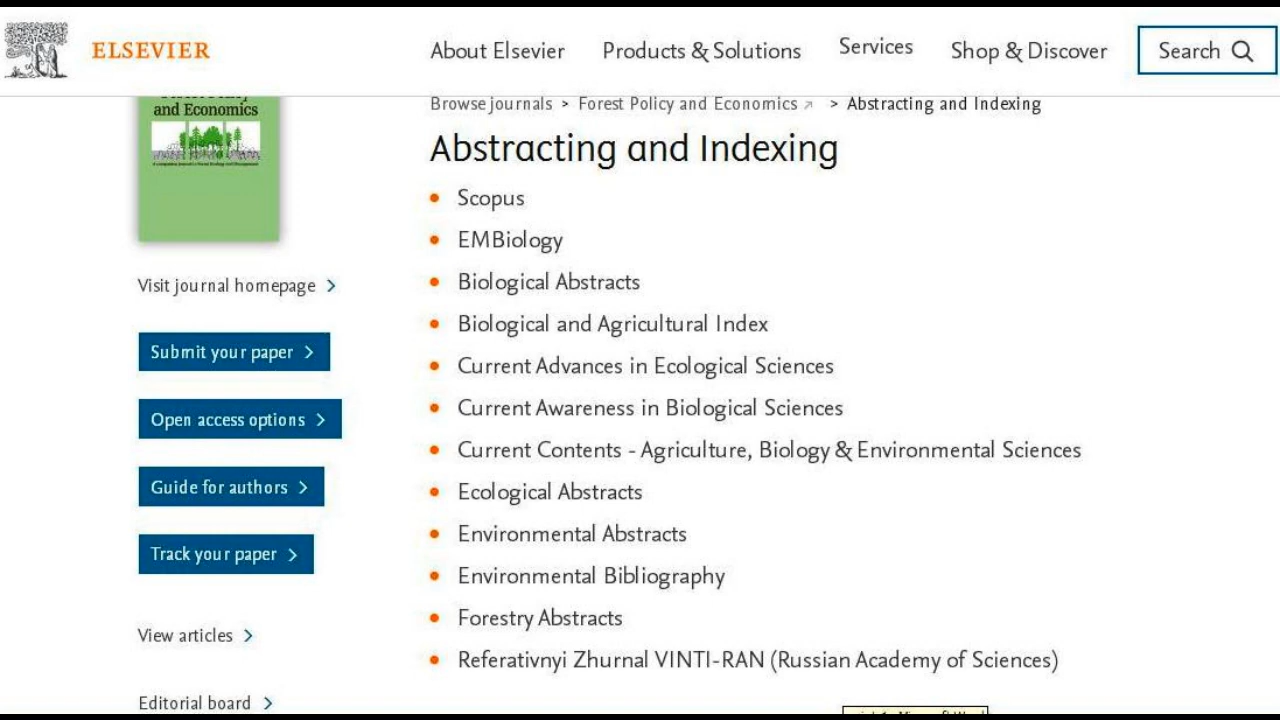 ELSEVIER
About Elsevier
Products & Solutions
Services
Shop & Discover
Search
and Economics
Browse journals > Forest Policy and Economics > Abstracting and Indexing
Abstracting and Indexing
Scopus
EMBiology
Biological Abstracts
Biological and Agricultural Index
Current Advances in Ecological Sciences
Current Awareness in Biological Sciences
Current Contents - Agriculture, Biology & Environmental Sciences
Ecological Abstracts
Environmental Abstracts
Environmental Bibliography
Forestry Abstracts
Referativnyi Zhurnal VINTI-RAN (Russian Academy of Sciences)
Visit journal homepage
Submit your paper
Open access options
Guide for authors
Track your paper
View articles
Editorial board